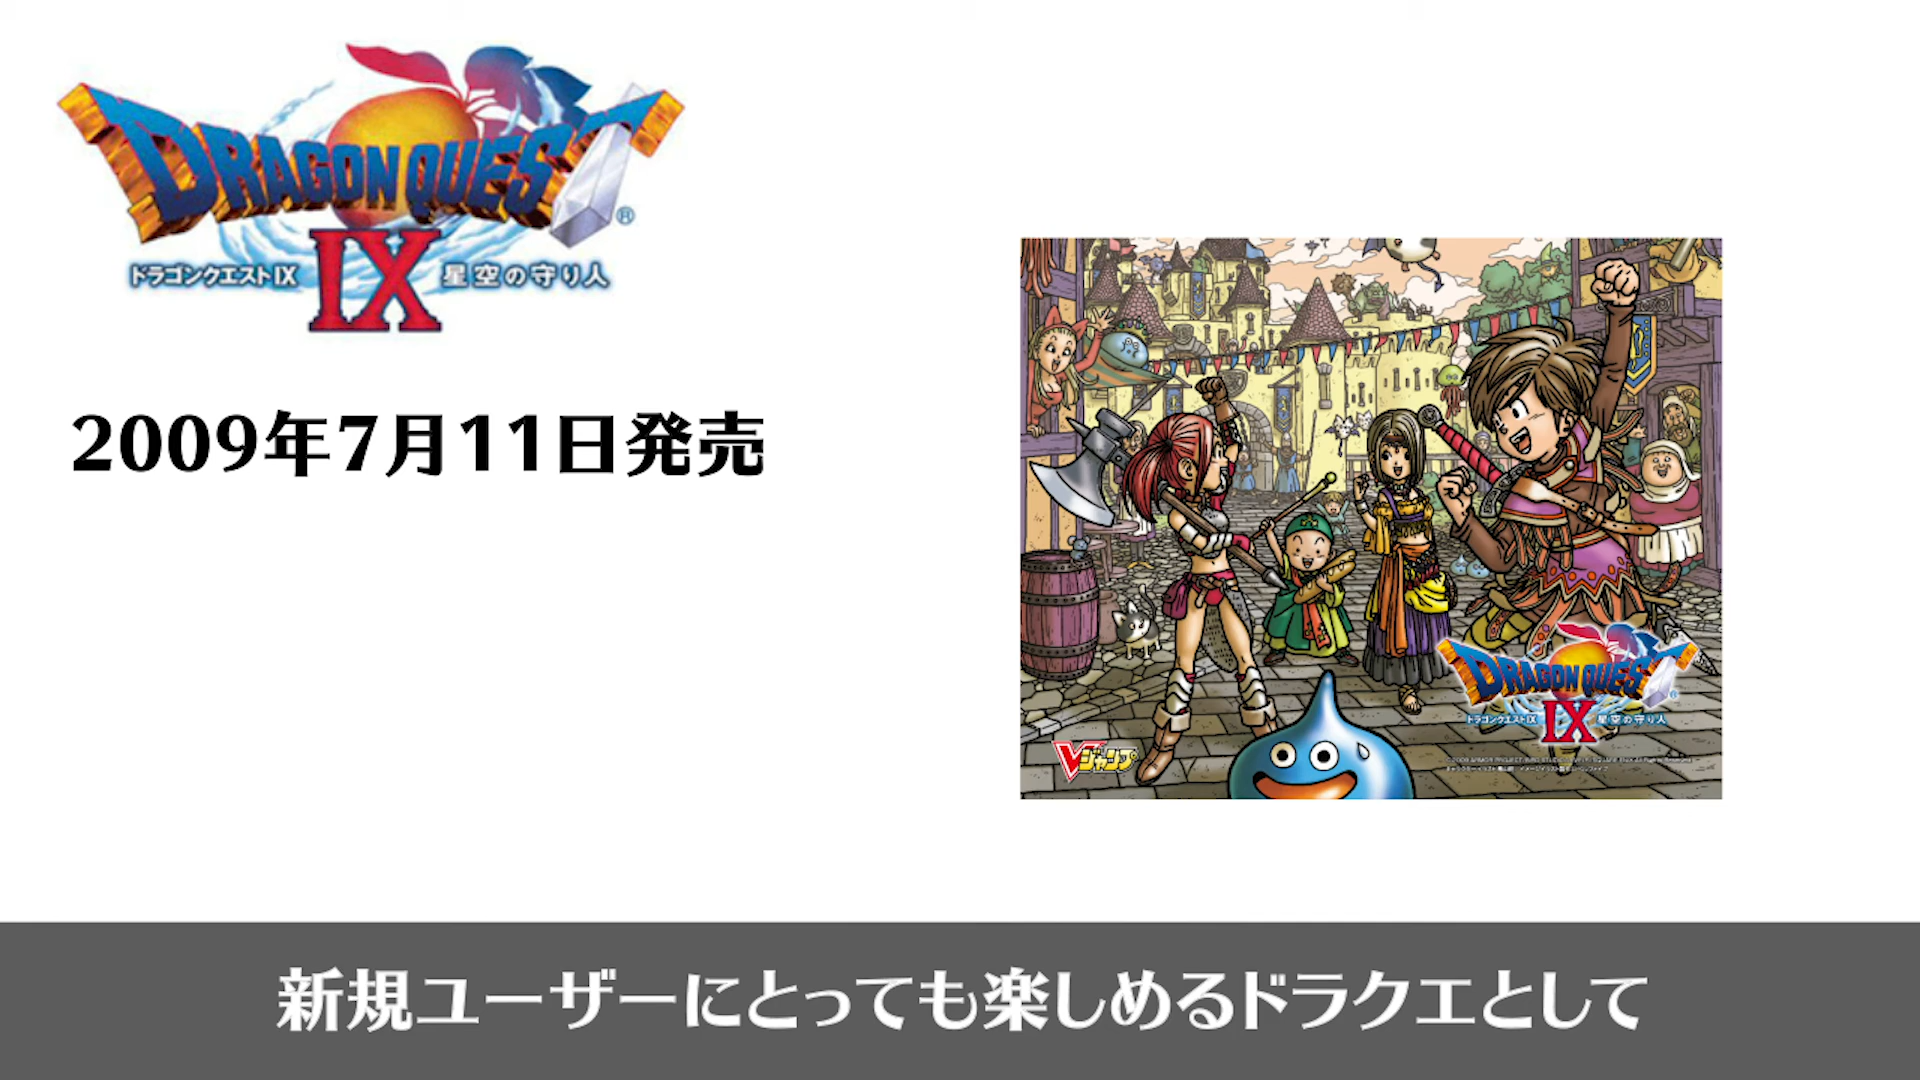 DRAGON QUEST®
ドラゴンクエストIX IX 星空の守り人
2009年7月11日発売
DRAGON QUEST
ドラゴンクエストIX IX 星空の守り人
Vジャンプ
新規ユーザーにとっても楽しめるドラクエとして